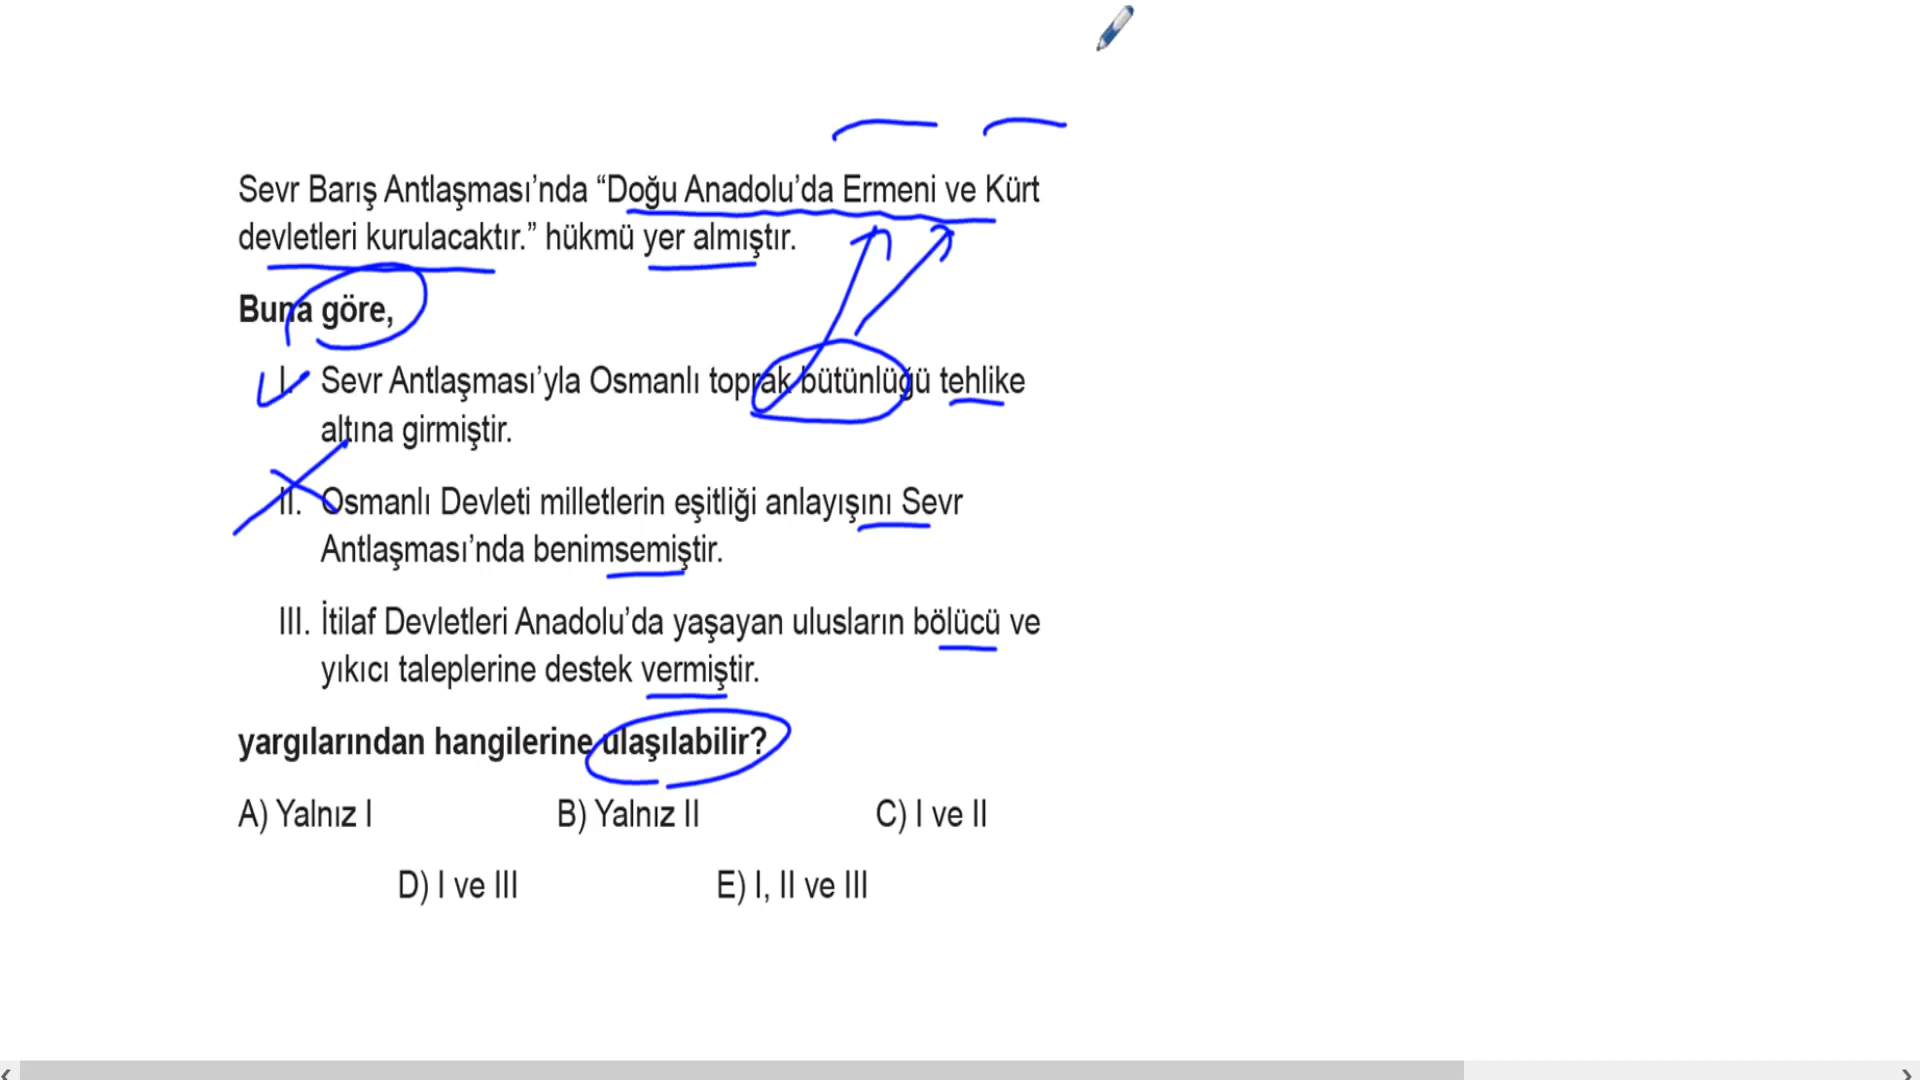 Sevr Barış Antlaşması’nda “Doğu Anadolu’da Ermeni ve Kürt
devletleri kurulacaktır.” hükmü yer almıştır.
Buna göre,
I. Sevr Antlaşması’yla Osmanlı toprak bütünlüğü tehlike
altına girmiştir.
II. Osmanlı Devleti milletlerin eşitliği anlayışını Sevr
Antlaşması’nda benimsemiştir.
III. İtilaf Devletleri Anadolu’da yaşayan ulusların bölücü ve
yıkıcı taleplerine destek vermiştir.
yargılarından hangilerine ulaşılabilir?
A) Yalnız I B) Yalnız II C) I ve II
D) I ve III E) I, II ve III